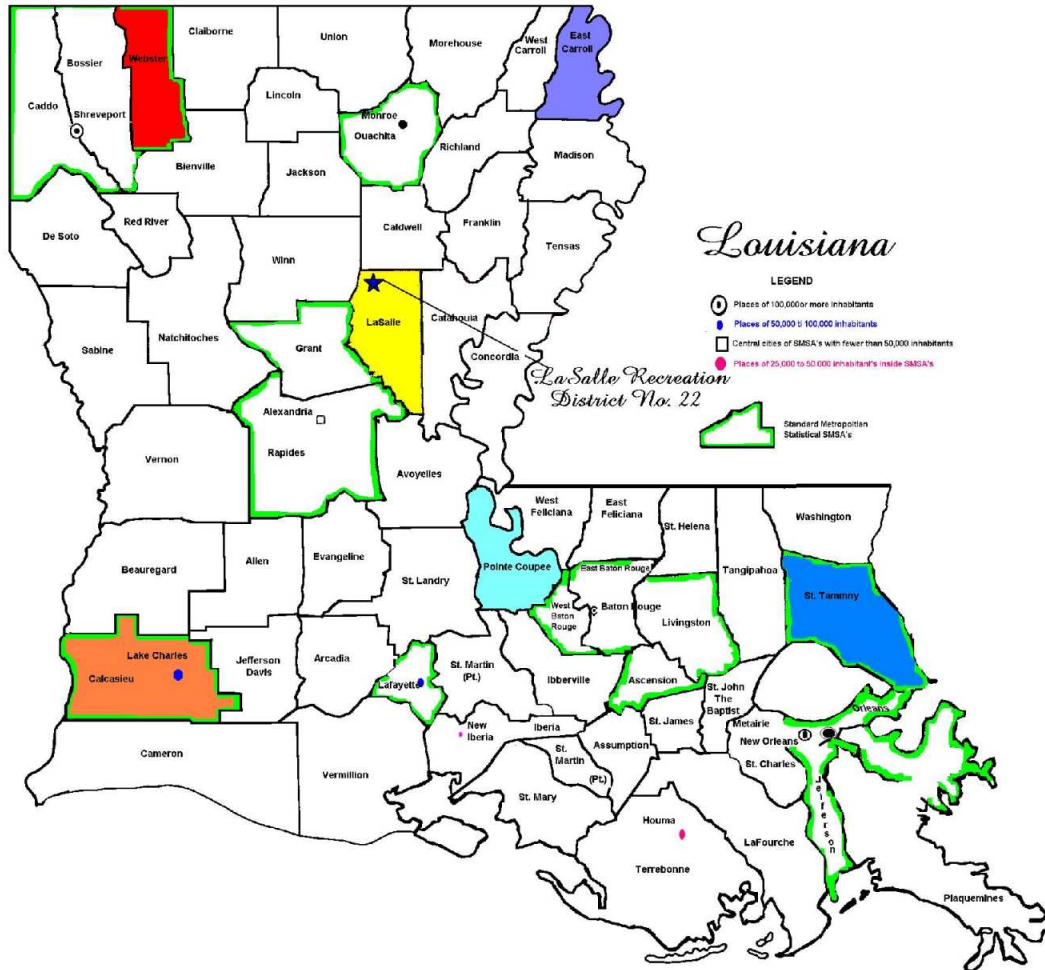 Claiborne
Union
Morehouse
West
Carroll
East
Carroll
Bossier
Webster
Lincoln
Caddo
Shreveport
Monroe
Ouachita
Richland
Madison
Bienville
Jackson
Red River
De Soto
Caldwell
Franklin
Tensas
Winn
Louisiana
LEGEND
Places of 100,000or more inhabitants
Places of 50,000 ti 100,000 inhabitants
Central cities of SMSA's with fewer than 50,000 inhabitants
Places of 25,000 to 50.000 inhabitant's inside SMSA's
Standard Metropoltian
Statistical SMSA's
LaSalle
Catahouia
Natchitoches
Sabine
Grant
Concordia
LaSalle Recreation
District No. 22
Alexandria
Rapides
Vernon
Avoyelles
West
Feliciana
East
Feliciana
St. Helena
Washington
Beauregard
Allen
Evangeline
St. Landry
Pointe Coupee
East Baton Rouge
Tangipahoa
St. Tammny
West
Baton
Rouge
Baton Rouge
Livingston
Lake Charles
Calcasieu
Jefferson
Davis
Arcadia
Lafayette
St. Martin
(Pt.)
Ibberville
Ascension
St. John
The
Baptist
Orleans
New
Iberia
Iberia
St. James
Metairie
New Orleans
St. Charles
Assumption
Cameron
Vermillion
St.
Martin
(Pt.)
St. Mary
Jefferson
Houma
Terrebonne
LaFourche
Plaquemines